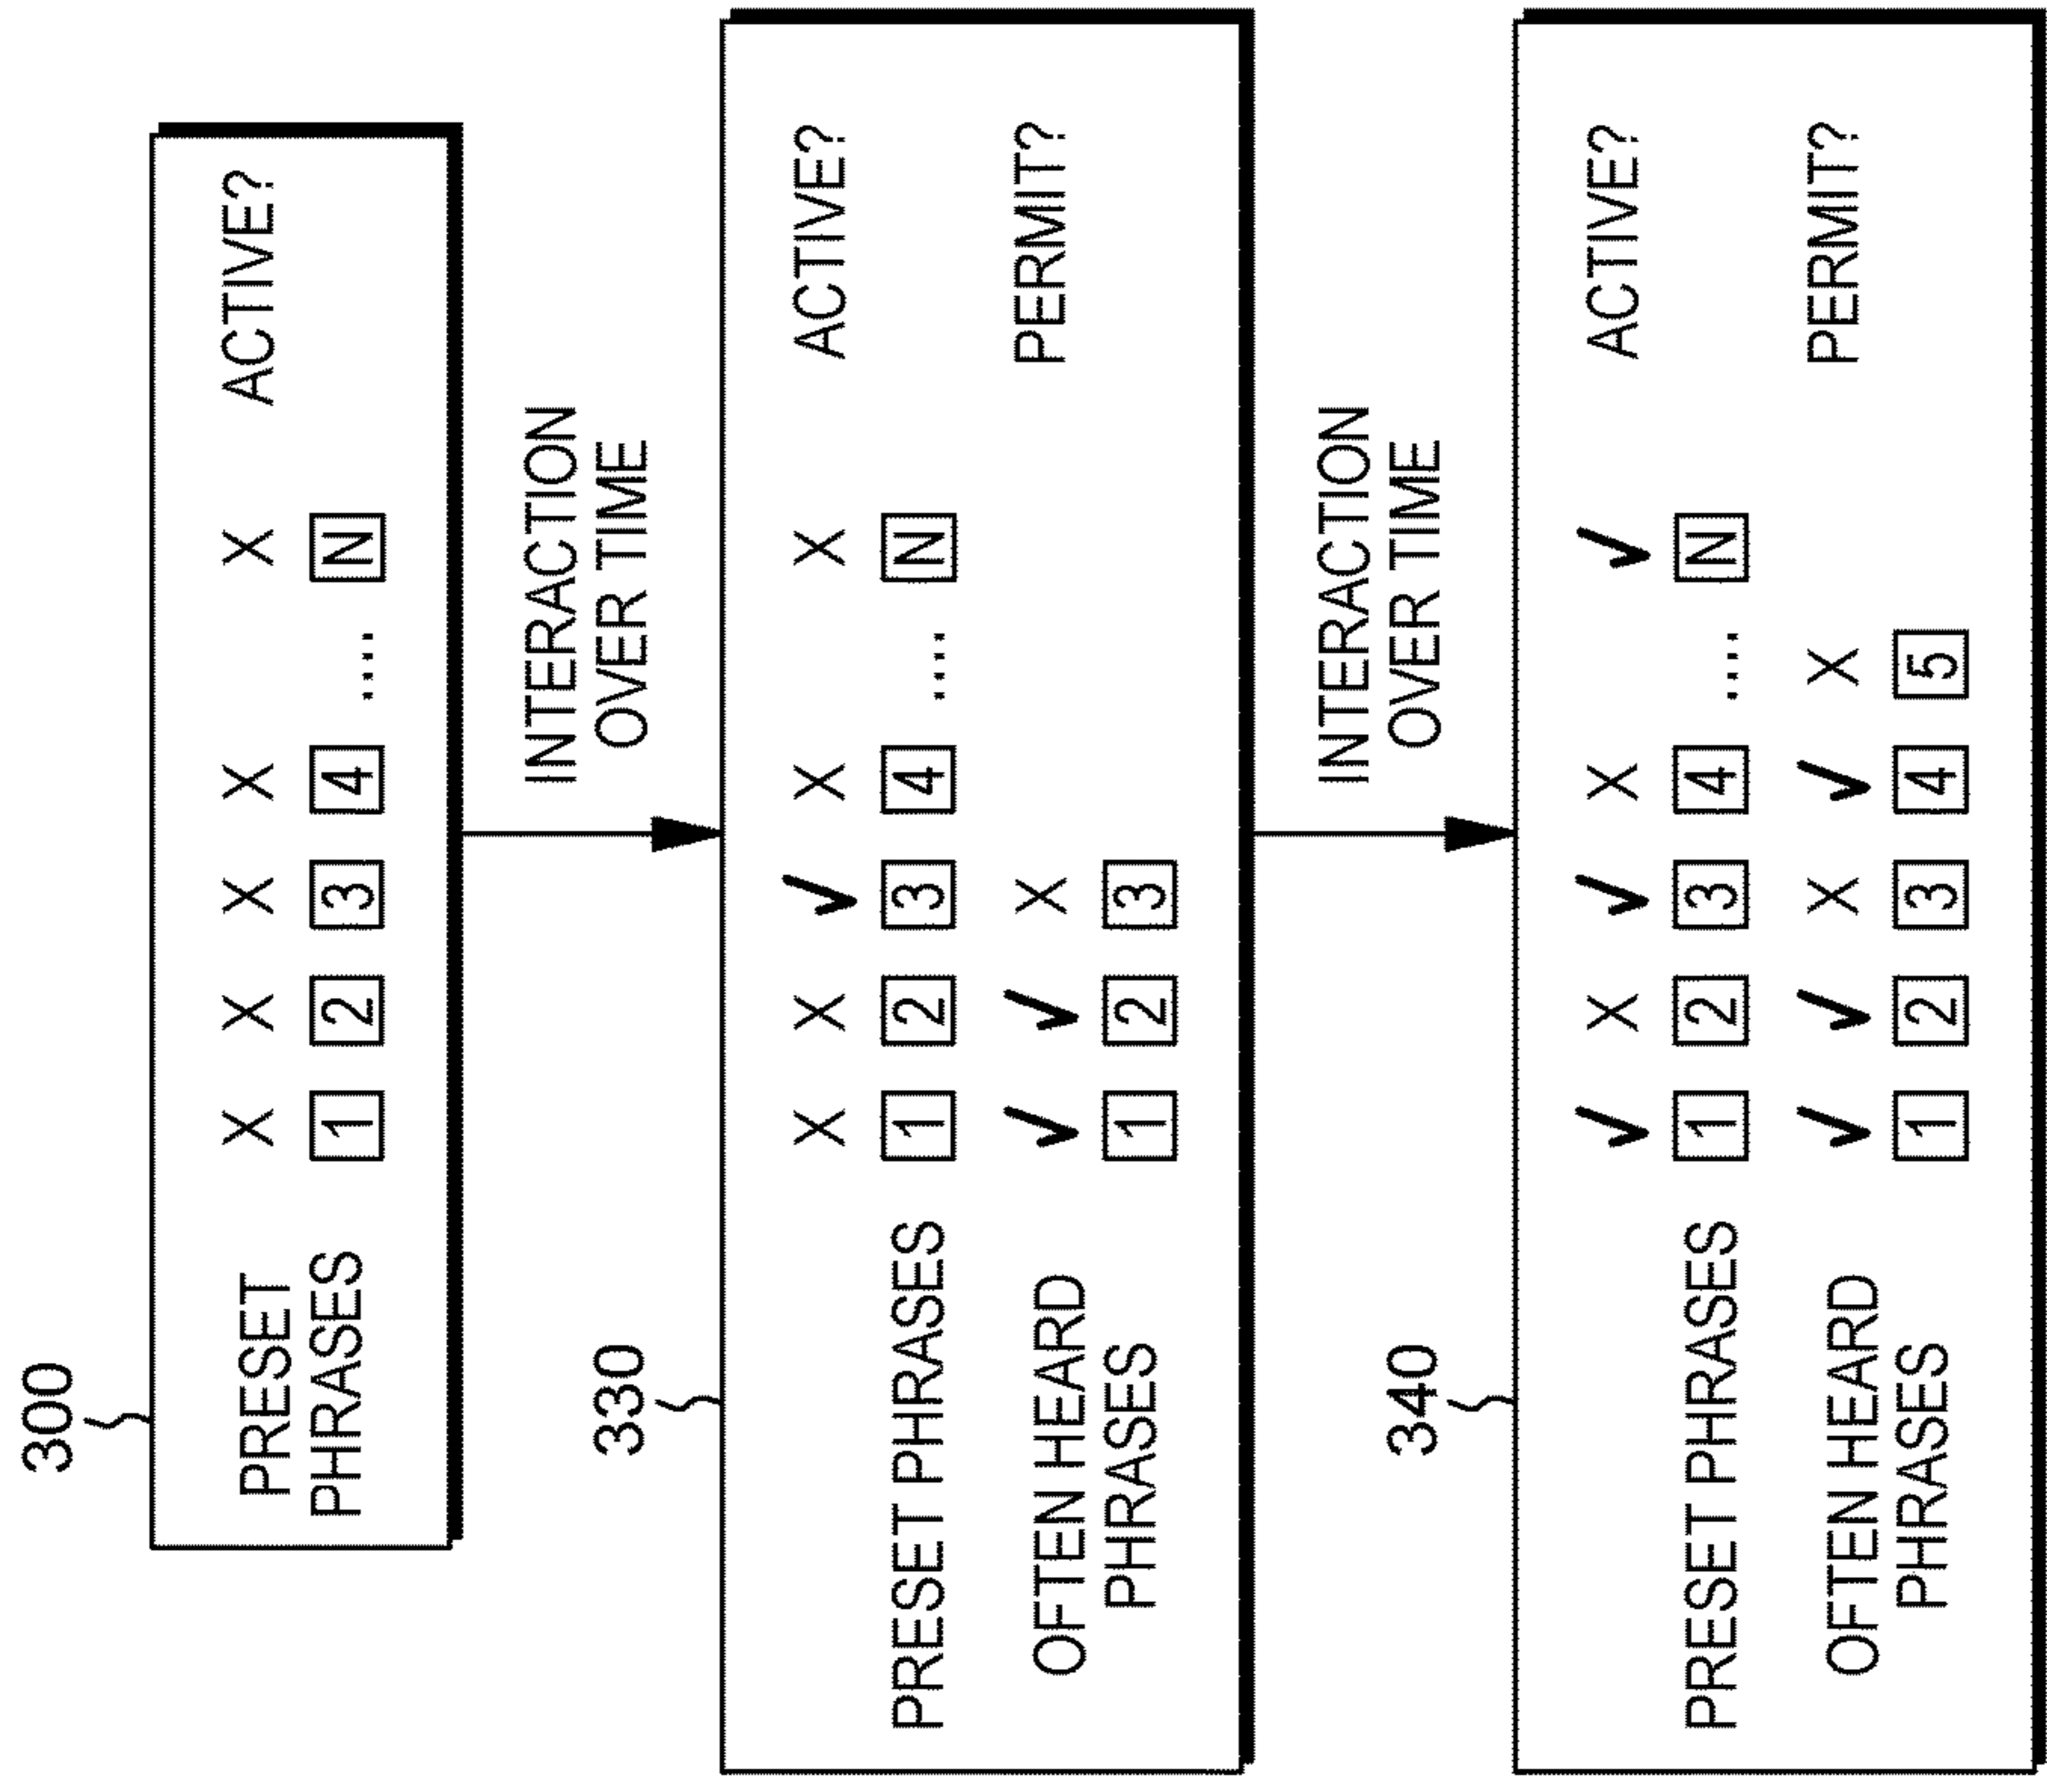 300
X X X X X ACTIVE?
PRESET
PHRASES
1 2 3 4 .... N
INTERACTION
OVER TIME
330
X X ✓ X X ACTIVE?
PRESET PHRASES 1 2 3 4 .... N
✓ ✓ X PERMIT?
OFTEN HEARD
PHRASES
1 2 3
INTERACTION
OVER TIME
340
✓ X ✓ X ✓ ACTIVE?
PRESET PHRASES 1 2 3 4 .... N
✓ ✓ X ✓ X PERMIT?
OFTEN HEARD
PHRASES
1 2 3 4 5